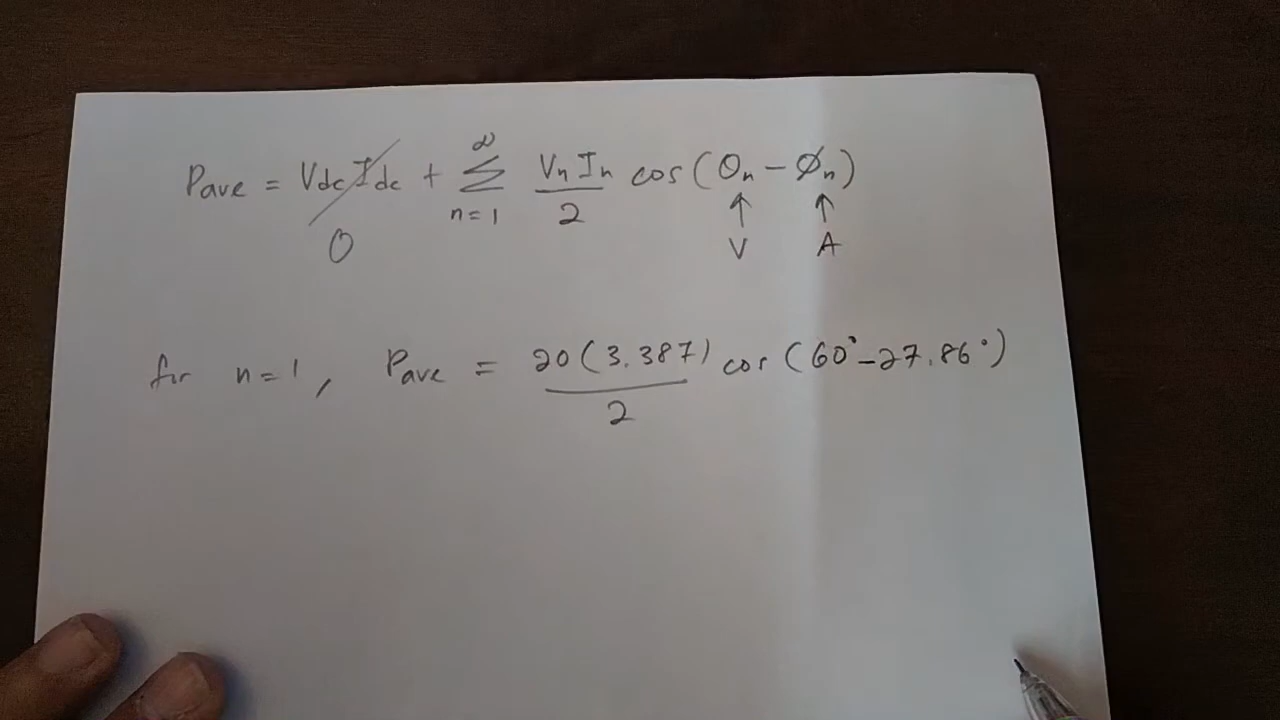 Pave = Vdc Idc + ∞ Σ n=1 Vn In / 2 cos(θn − Øn)
0 ↑ ↑
V A
for n=1, Pave = 20(3.387) / 2 cos(60° − 27.86°)